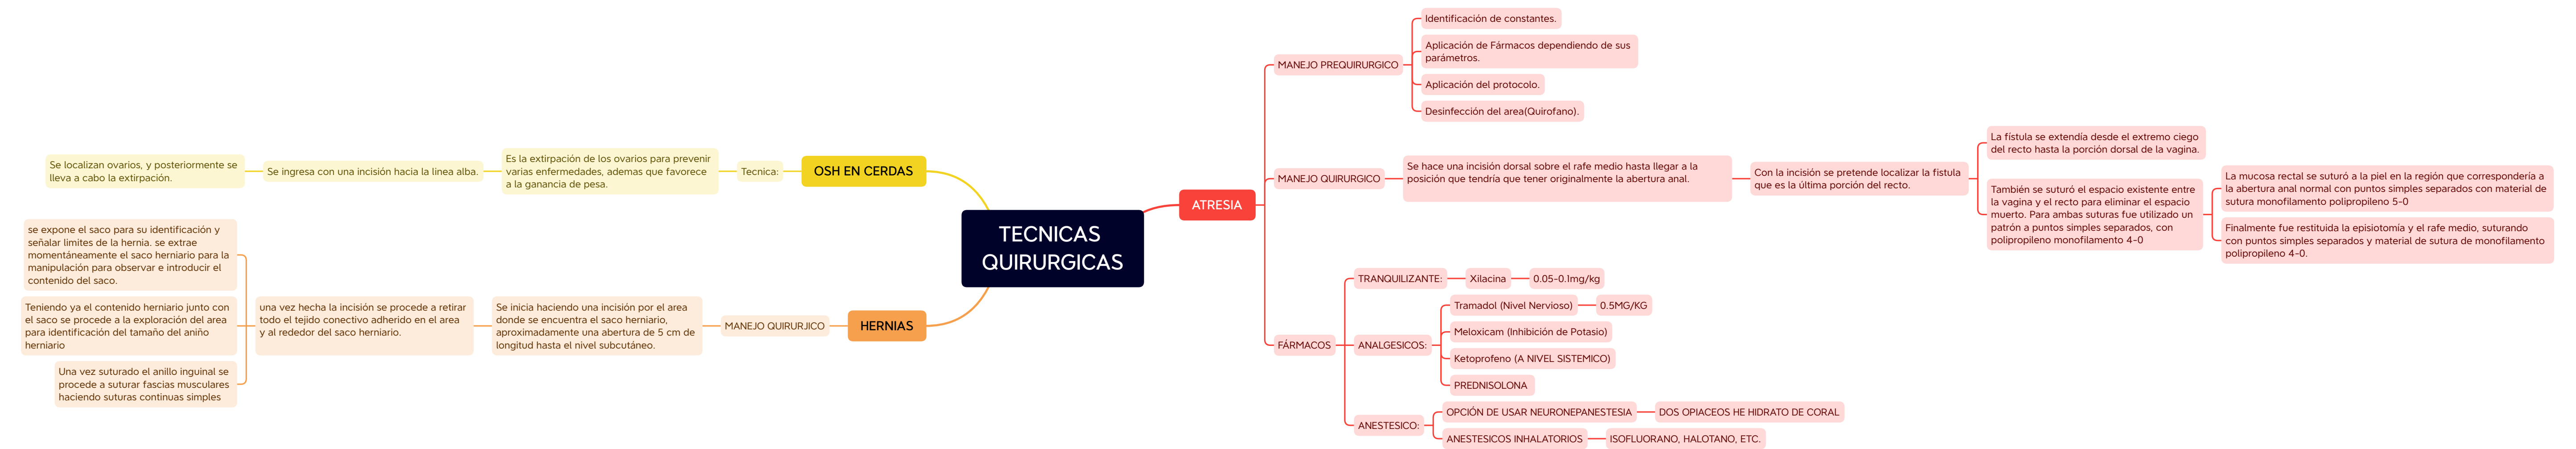 TECNICAS
QUIRURGICAS
ATRESIA
MANEJO PREQUIRURGICO
Identificación de constantes.
Aplicación de Fármacos dependiendo de sus
parámetros.
Aplicación del protocolo.
Desinfección del area(Quirofano).
MANEJO QUIRURGICO
Se hace una incisión dorsal sobre el rafe medio hasta llegar a la
posición que tendría que tener originalmente la abertura anal.
Con la incisión se pretende localizar la fistula
que es la última porción del recto.
La fístula se extendía desde el extremo ciego
del recto hasta la porción dorsal de la vagina.
También se suturó el espacio existente entre
la vagina y el recto para eliminar el espacio
muerto. Para ambas suturas fue utilizado un
patrón a puntos simples separados, con
polipropileno monofilamento 4-0
La mucosa rectal se suturó a la piel en la región que correspondería a
la abertura anal normal con puntos simples separados con material de
sutura monofilamento polipropileno 5-0
Finalmente fue restituida la episiotomía y el rafe medio, suturando
con puntos simples separados y material de sutura de monofilamento
polipropileno 4-0.
FÁRMACOS
TRANQUILIZANTE:
Xilacina
0.05-0.1mg/kg
ANALGESICOS:
Tramadol (Nivel Nervioso)
0.5MG/KG
Meloxicam (Inhibición de Potasio)
Ketoprofeno (A NIVEL SISTEMICO)
PREDNISOLONA
ANESTESICO:
OPCIÓN DE USAR NEURONEPANESTESIA
DOS OPIACEOS HE HIDRATO DE CORAL
ANESTESICOS INHALATORIOS
ISOFLUORANO, HALOTANO, ETC.
OSH EN CERDAS
Tecnica:
Es la extirpación de los ovarios para prevenir
varias enfermedades, ademas que favorece
a la ganancia de pesa.
Se ingresa con una incisión hacia la linea alba.
Se localizan ovarios, y posteriormente se
lleva a cabo la extirpación.
HERNIAS
MANEJO QUIRURJICO
Se inicia haciendo una incisión por el area
donde se encuentra el saco herniario,
aproximadamente una abertura de 5 cm de
longitud hasta el nivel subcutáneo.
una vez hecha la incisión se procede a retirar
todo el tejido conectivo adherido en el area
y al rededor del saco herniario.
se expone el saco para su identificación y
señalar limites de la hernia. se extrae
momentáneamente el saco herniario para la
manipulación para observar e introducir el
contenido del saco.
Teniendo ya el contenido herniario junto con
el saco se procede a la exploración del area
para identificación del tamaño del aniño
herniario
Una vez suturado el anillo inguinal se
procede a suturar fascias musculares
haciendo suturas continuas simples